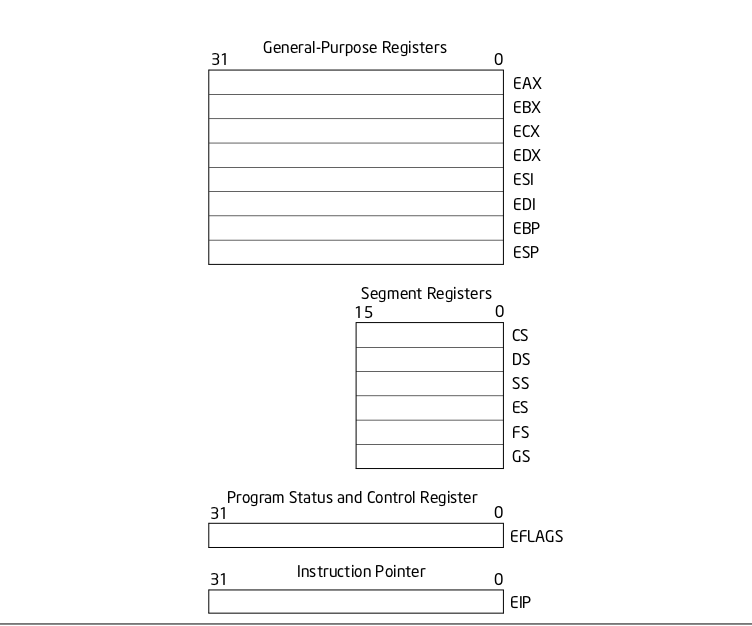 General-Purpose Registers
31 0
EAX
EBX
ECX
EDX
ESI
EDI
EBP
ESP
Segment Registers
15 0
CS
DS
SS
ES
FS
GS
Program Status and Control Register
31 0
EFLAGS
Instruction Pointer
31 0
EIP